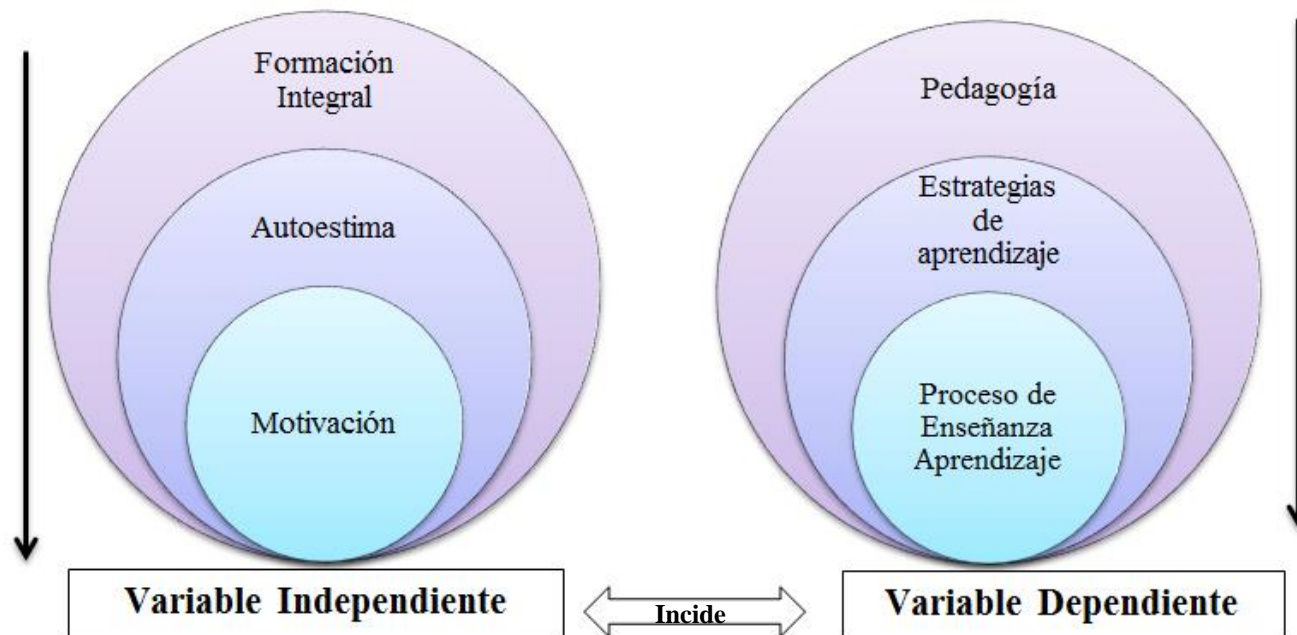 Formación
Integral
Autoestima
Motivación
Variable Independiente
Incide
Pedagogía
Estrategias
de
aprendizaje
Proceso de
Enseñanza
Aprendizaje
Variable Dependiente